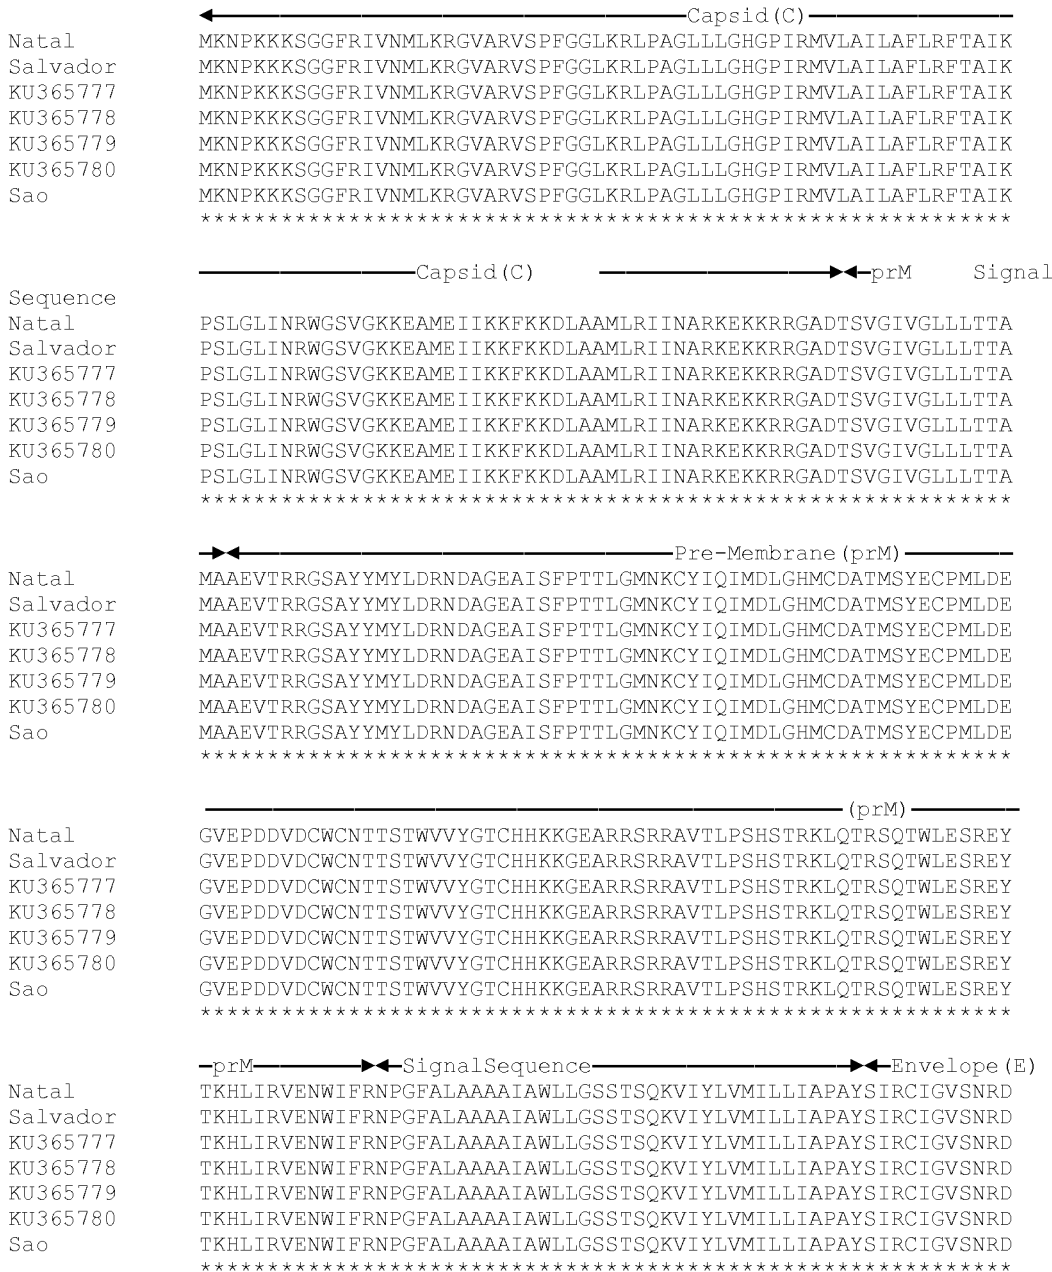 Capsid(C)
Natal MKNPKKKSGGFRIVNMLKRGVARVSPFGGLKRLPAGLLLGHGPIRMVLAILAFLRFTAIK
Salvador MKNPKKKSGGFRIVNMLKRGVARVSPFGGLKRLPAGLLLGHGPIRMVLAILAFLRFTAIK
KU365777 MKNPKKKSGGFRIVNMLKRGVARVSPFGGLKRLPAGLLLGHGPIRMVLAILAFLRFTAIK
KU365778 MKNPKKKSGGFRIVNMLKRGVARVSPFGGLKRLPAGLLLGHGPIRMVLAILAFLRFTAIK
KU365779 MKNPKKKSGGFRIVNMLKRGVARVSPFGGLKRLPAGLLLGHGPIRMVLAILAFLRFTAIK
KU365780 MKNPKKKSGGFRIVNMLKRGVARVSPFGGLKRLPAGLLLGHGPIRMVLAILAFLRFTAIK
Sao MKNPKKKSGGFRIVNMLKRGVARVSPFGGLKRLPAGLLLGHGPIRMVLAILAFLRFTAIK
************************************************************
Capsid(C) prM Signal
Sequence
Natal PSLGLINRWGSVGKKEAMEIIKKFKKDLAAMLRIINARKEKKRRGADTSVGIVGLLLTTA
Salvador PSLGLINRWGSVGKKEAMEIIKKFKKDLAAMLRIINARKEKKRRGADTSVGIVGLLLTTA
KU365777 PSLGLINRWGSVGKKEAMEIIKKFKKDLAAMLRIINARKEKKRRGADTSVGIVGLLLTTA
KU365778 PSLGLINRWGSVGKKEAMEIIKKFKKDLAAMLRIINARKEKKRRGADTSVGIVGLLLTTA
KU365779 PSLGLINRWGSVGKKEAMEIIKKFKKDLAAMLRIINARKEKKRRGADTSVGIVGLLLTTA
KU365780 PSLGLINRWGSVGKKEAMEIIKKFKKDLAAMLRIINARKEKKRRGADTSVGIVGLLLTTA
Sao PSLGLINRWGSVGKKEAMEIIKKFKKDLAAMLRIINARKEKKRRGADTSVGIVGLLLTTA
************************************************************
Pre-Membrane(prM)
Natal MAAEVTRRGSAYYMYLDRNDAGEAISFPTTLGMNKCYIQIMDLGHMCDATMSYECPMLDE
Salvador MAAEVTRRGSAYYMYLDRNDAGEAISFPTTLGMNKCYIQIMDLGHMCDATMSYECPMLDE
KU365777 MAAEVTRRGSAYYMYLDRNDAGEAISFPTTLGMNKCYIQIMDLGHMCDATMSYECPMLDE
KU365778 MAAEVTRRGSAYYMYLDRNDAGEAISFPTTLGMNKCYIQIMDLGHMCDATMSYECPMLDE
KU365779 MAAEVTRRGSAYYMYLDRNDAGEAISFPTTLGMNKCYIQIMDLGHMCDATMSYECPMLDE
KU365780 MAAEVTRRGSAYYMYLDRNDAGEAISFPTTLGMNKCYIQIMDLGHMCDATMSYECPMLDE
Sao MAAEVTRRGSAYYMYLDRNDAGEAISFPTTLGMNKCYIQIMDLGHMCDATMSYECPMLDE
************************************************************
(prM)
Natal GVEPDDVDCWCNTTSTWVVYGTCHHKKGEARRSRRAVTLPSHSTRKLQTRSQTWLESREY
Salvador GVEPDDVDCWCNTTSTWVVYGTCHHKKGEARRSRRAVTLPSHSTRKLQTRSQTWLESREY
KU365777 GVEPDDVDCWCNTTSTWVVYGTCHHKKGEARRSRRAVTLPSHSTRKLQTRSQTWLESREY
KU365778 GVEPDDVDCWCNTTSTWVVYGTCHHKKGEARRSRRAVTLPSHSTRKLQTRSQTWLESREY
KU365779 GVEPDDVDCWCNTTSTWVVYGTCHHKKGEARRSRRAVTLPSHSTRKLQTRSQTWLESREY
KU365780 GVEPDDVDCWCNTTSTWVVYGTCHHKKGEARRSRRAVTLPSHSTRKLQTRSQTWLESREY
Sao GVEPDDVDCWCNTTSTWVVYGTCHHKKGEARRSRRAVTLPSHSTRKLQTRSQTWLESREY
************************************************************
prM SignalSequence Envelope(E)
Natal TKHLIRVENWIFRNPGFALAAAAIAWLLGSSTSQKVIYLVMILLIAPAYSIRCIGVSNRD
Salvador TKHLIRVENWIFRNPGFALAAAAIAWLLGSSTSQKVIYLVMILLIAPAYSIRCIGVSNRD
KU365777 TKHLIRVENWIFRNPGFALAAAAIAWLLGSSTSQKVIYLVMILLIAPAYSIRCIGVSNRD
KU365778 TKHLIRVENWIFRNPGFALAAAAIAWLLGSSTSQKVIYLVMILLIAPAYSIRCIGVSNRD
KU365779 TKHLIRVENWIFRNPGFALAAAAIAWLLGSSTSQKVIYLVMILLIAPAYSIRCIGVSNRD
KU365780 TKHLIRVENWIFRNPGFALAAAAIAWLLGSSTSQKVIYLVMILLIAPAYSIRCIGVSNRD
Sao TKHLIRVENWIFRNPGFALAAAAIAWLLGSSTSQKVIYLVMILLIAPAYSIRCIGVSNRD
************************************************************